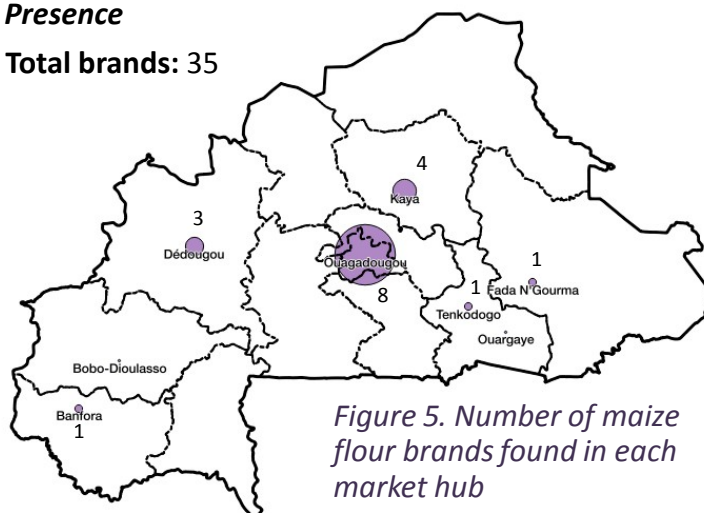 Presence
Total brands: 35
4
Kaya
3
Dédougou
Ouagadougou
8
1
Fada N'Gourma
1
Tenkodogo
Ouargaye
Bobo-Dioulasso
Banfora
1
Figure 5. Number of maize
flour brands found in each
market hub